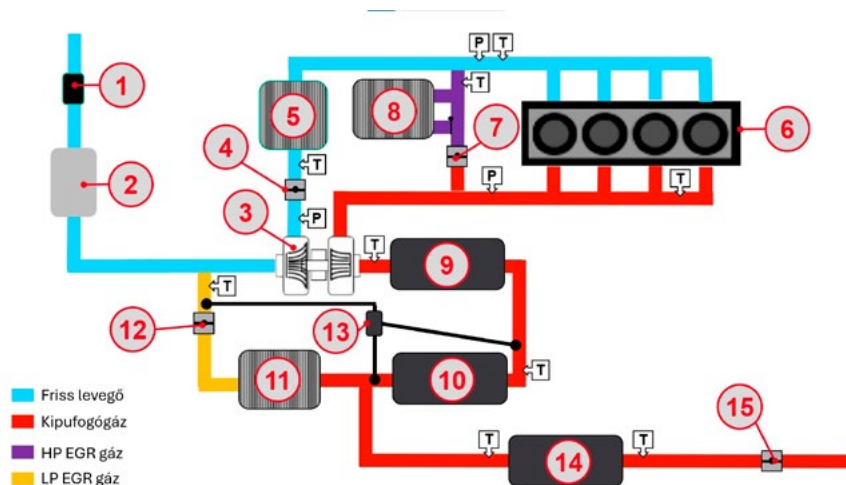 P T
1
T
5
8
7
6
4
T
2
P
T
3
P
T
9
T
12
13
10
T
11
Friss levegő
Kipufogógáz
HP EGR gáz
LP EGR gáz
T
14
T
15